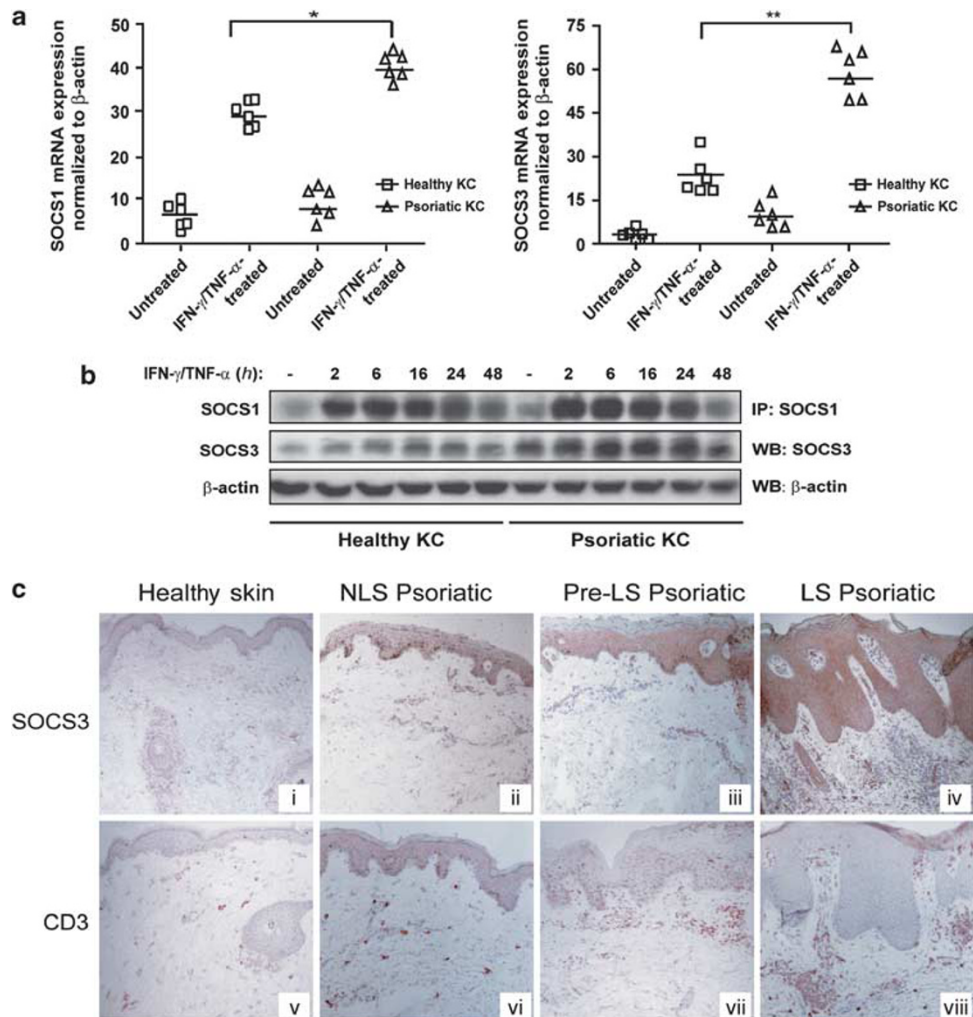 a
SOCS1 mRNA expression
normalized to β-actin
50
40
30
20
10
0
*
Healthy KC
Psoriatic KC
Untreated
IFN-γ/TNF-α-
treated
Untreated
IFN-γ/TNF-α-
treated
SOCS3 mRNA expression
normalized to β-actin
75
60
45
30
15
0
**
Healthy KC
Psoriatic KC
Untreated
IFN-γ/TNF-α-
treated
Untreated
IFN-γ/TNF-α-
treated
b
IFN-γ/TNF-α (h): - 2 6 16 24 48 - 2 6 16 24 48
SOCS1 IP: SOCS1
SOCS3 WB: SOCS3
β-actin WB: β-actin
Healthy KC Psoriatic KC
c
Healthy skin NLS Psoriatic Pre-LS Psoriatic LS Psoriatic
SOCS3
i ii iii iv
CD3
v vi vii viii